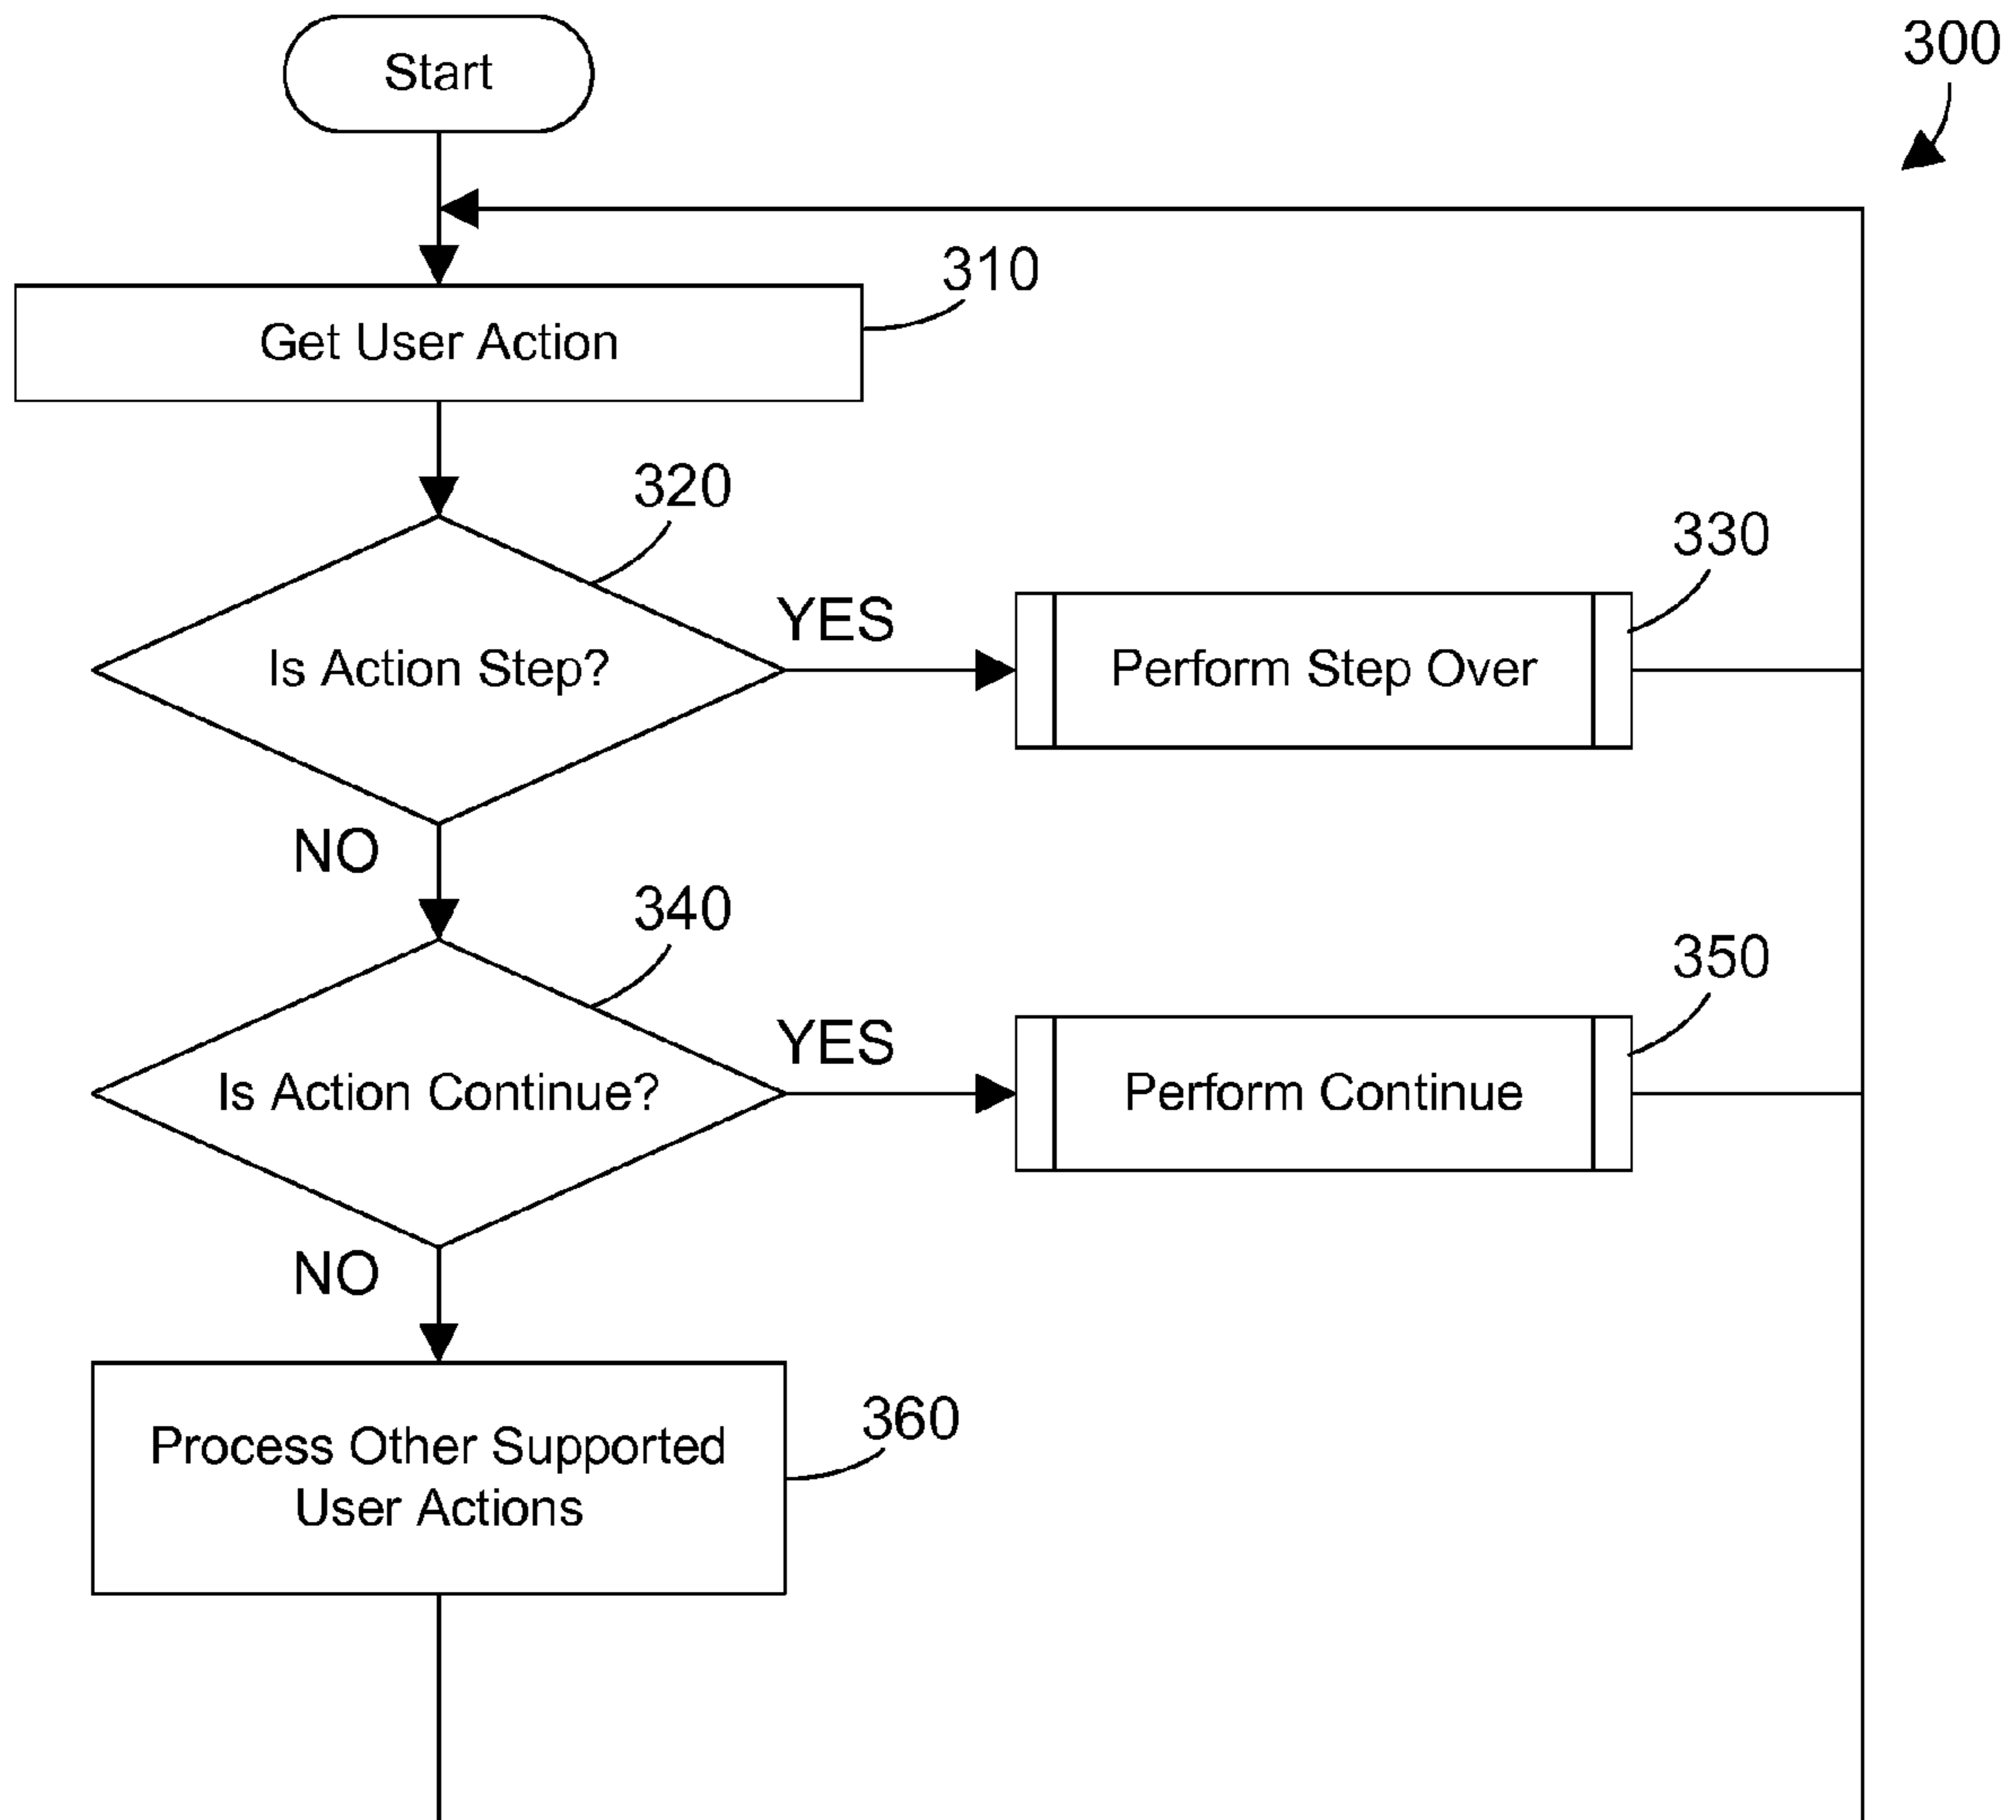 Start
300
310
Get User Action
320
330
YES
Is Action Step?
Perform Step Over
NO
340
350
YES
Is Action Continue?
Perform Continue
NO
360
Process Other Supported
User Actions